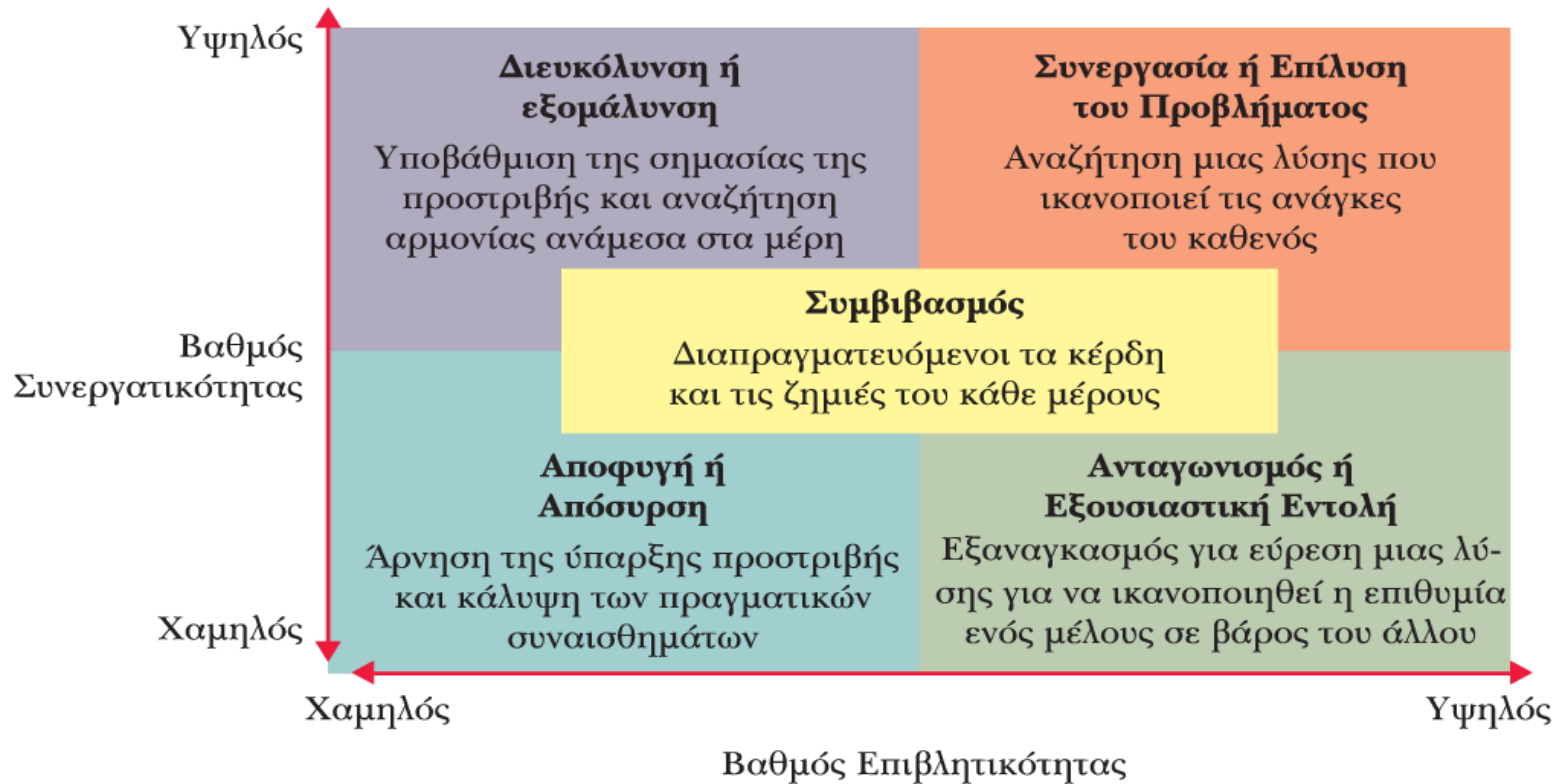 Υψηλός
Διευκόλυνση ή
εξομάλυνση
Υποβάθμιση της σημασίας της
προστριβής και αναζήτηση
αρμονίας ανάμεσα στα μέρη
Συνεργασία ή Επίλυση
του Προβλήματος
Αναζήτηση μιας λύσης που
ικανοποιεί τις ανάγκες
του καθενός
Συμβιβασμός
Διαπραγματευόμενοι τα κέρδη
και τις ζημιές του κάθε μέρους
Βαθμός
Συνεργατικότητας
Αποφυγή ή
Απόσυρση
Άρνηση της ύπαρξης προστριβής
και κάλυψη των πραγματικών
συναισθημάτων
Ανταγωνισμός ή
Εξουσιαστική Εντολή
Εξαναγκασμός για εύρεση μιας λύ-
σης για να ικανοποιηθεί η επιθυμία
ενός μέλους σε βάρος του άλλου
Χαμηλός
Χαμηλός
Υψηλός
Βαθμός Επιβλητικότητας